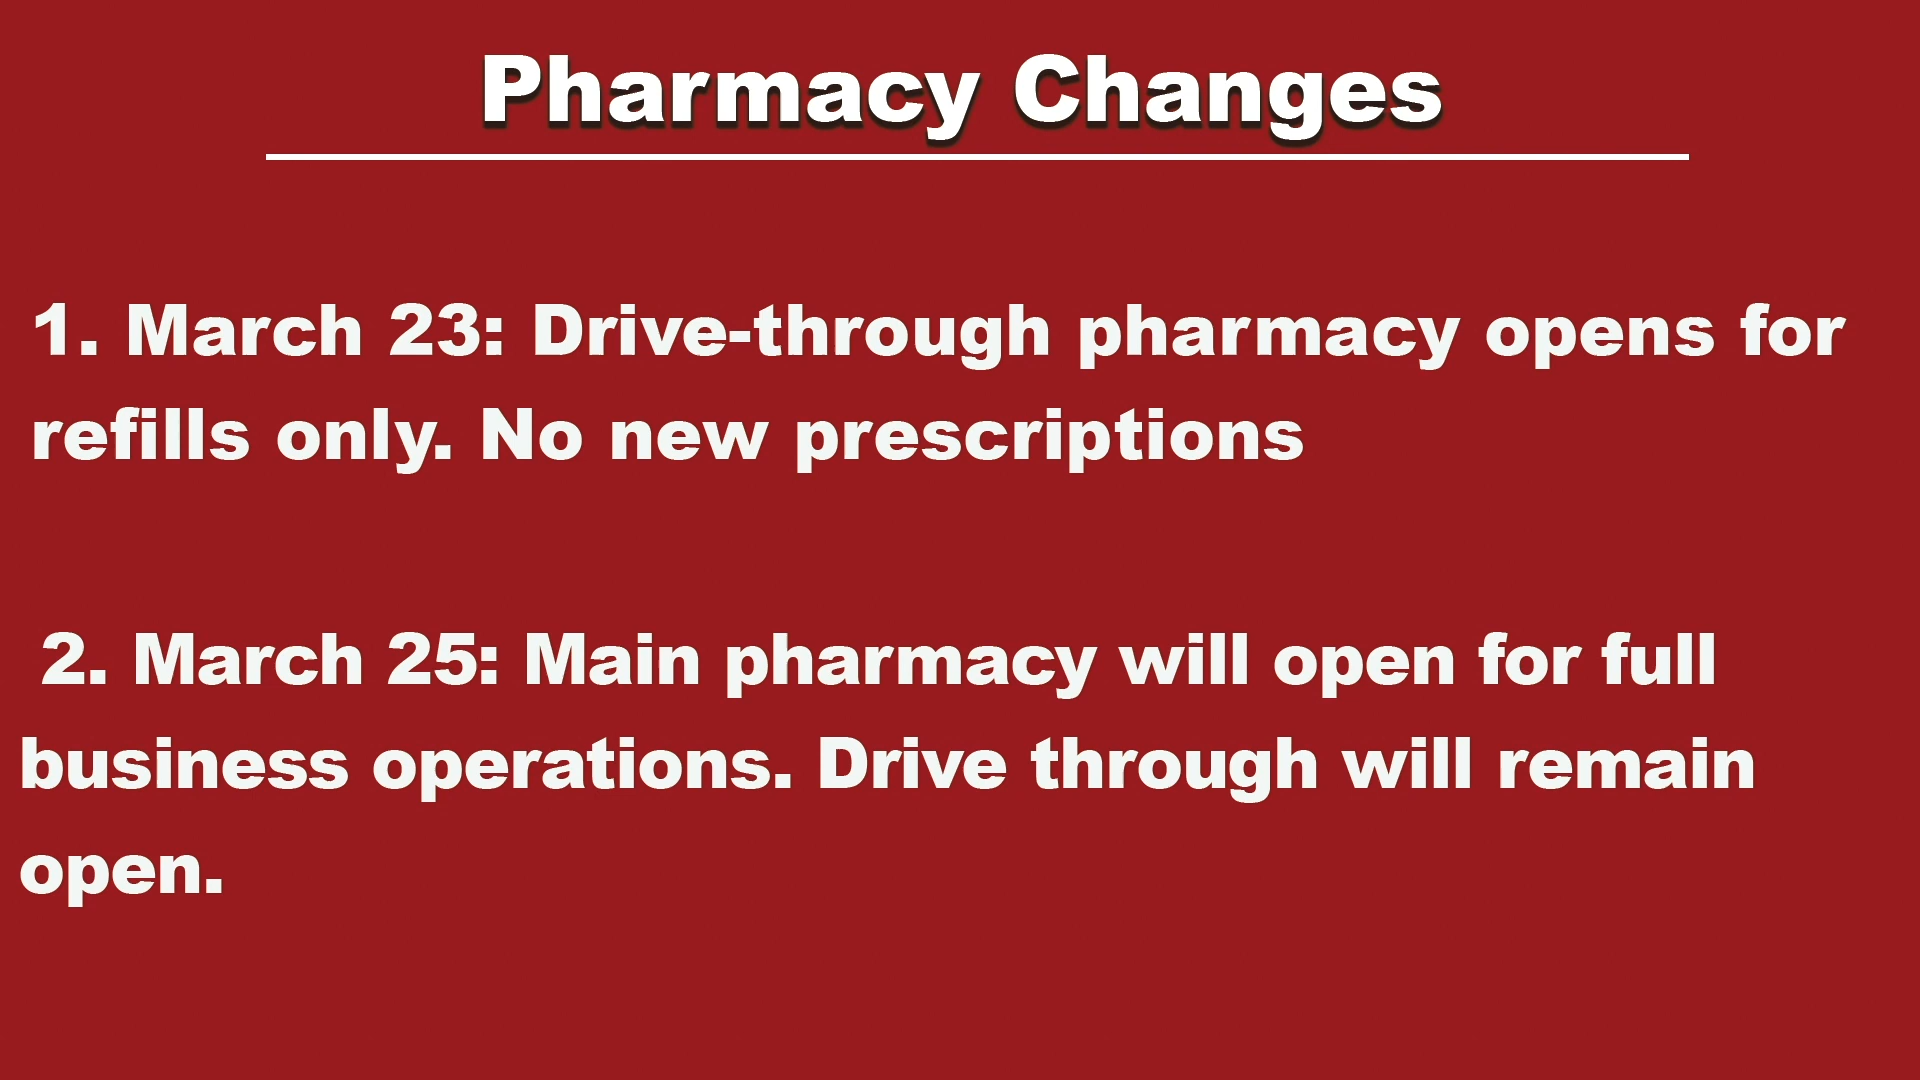 Pharmacy Changes
1. March 23: Drive-through pharmacy opens for
refills only. No new prescriptions
2. March 25: Main pharmacy will open for full
business operations. Drive through will remain
open.